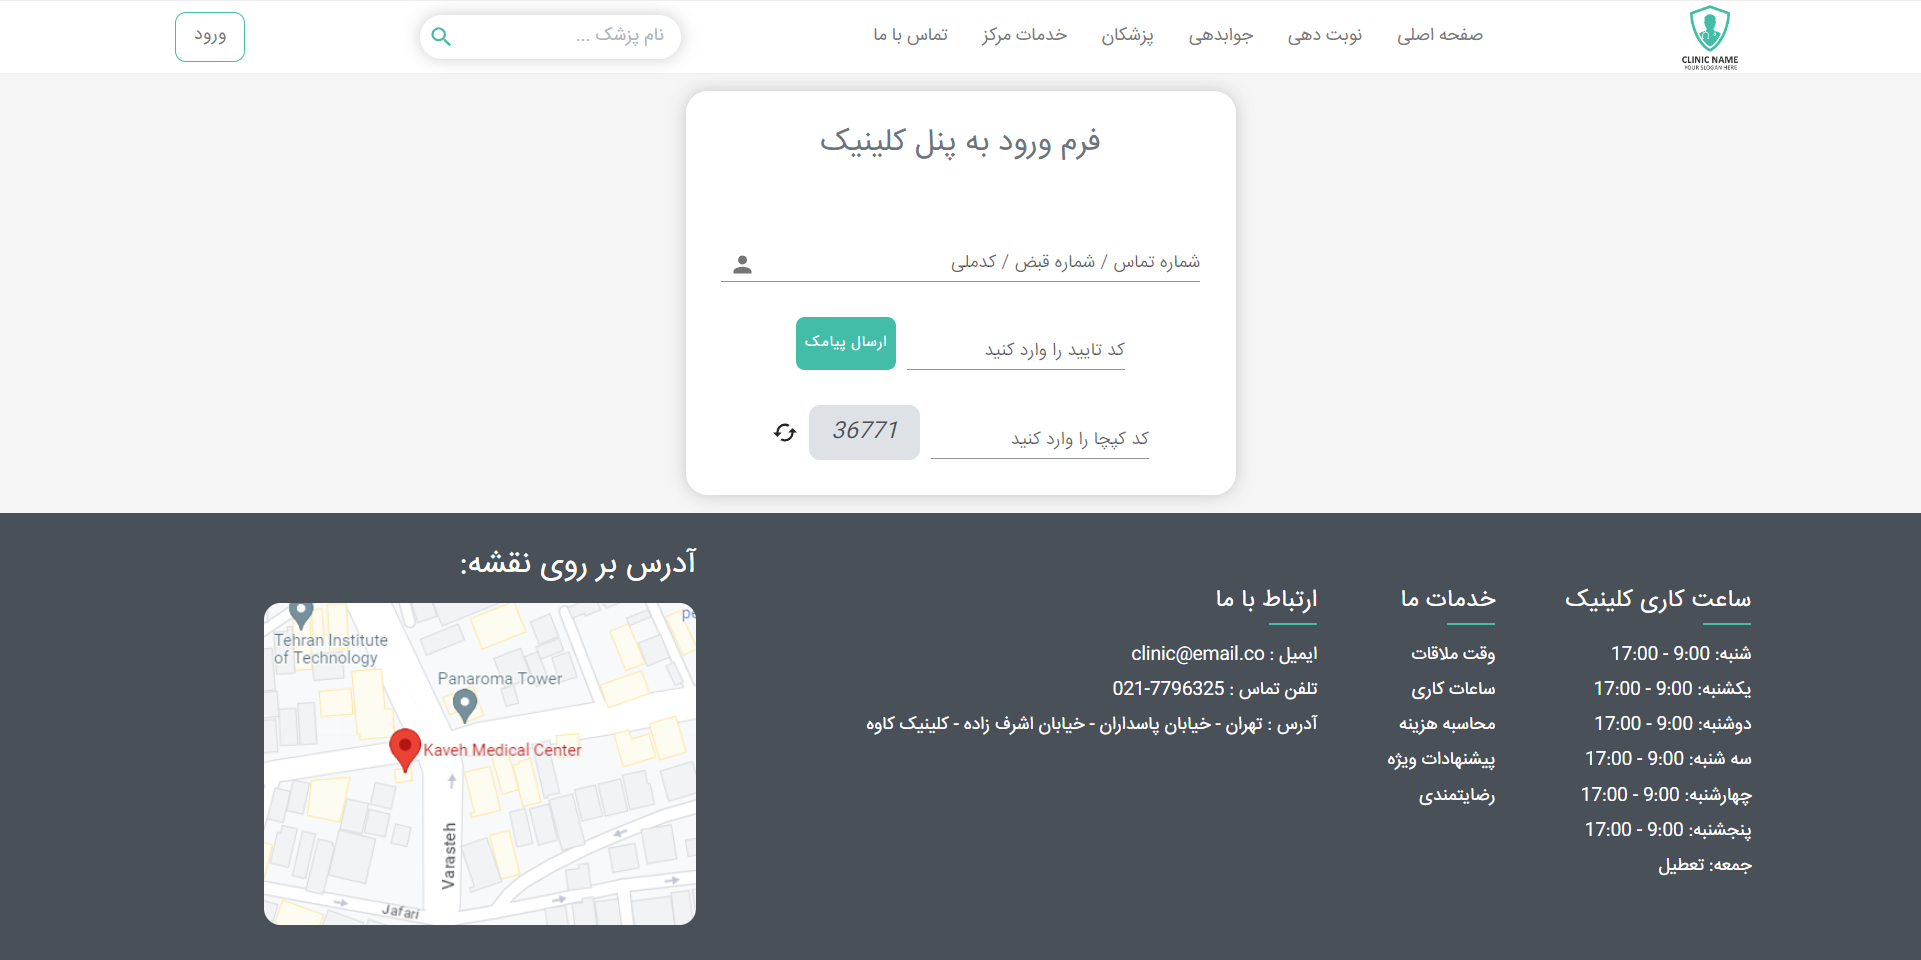 CLINIC NAME
YOUR SLOGAN HERE
صفحه اصلی
نوبت دهی
جوابدهی
پزشکان
خدمات مرکز
تماس با ما
نام پزشک ...
ورود
فرم ورود به پنل کلینیک
شماره تماس / شماره قبض / کدملی
کد تایید را وارد کنید
ارسال پیامک
کد کپچا را وارد کنید
36771
ساعت کاری کلینیک
شنبه: 9:00 - 17:00
یکشنبه: 9:00 - 17:00
دوشنبه: 9:00 - 17:00
سه شنبه: 9:00 - 17:00
چهارشنبه: 9:00 - 17:00
پنجشنبه: 9:00 - 17:00
جمعه: تعطیل
خدمات ما
وقت ملاقات
ساعات کاری
محاسبه هزینه
پیشنهادات ویژه
رضایتمندی
ارتباط با ما
ایمیل : clinic@email.co
تلفن تماس : 021-7796325
آدرس : تهران - خیابان پاسداران - خیابان اشرف زاده - کلینیک کاوه
آدرس بر روی نقشه:
Tehran Institute
of Technology
Panaroma Tower
Kaveh Medical Center
Varasteh
Jafari